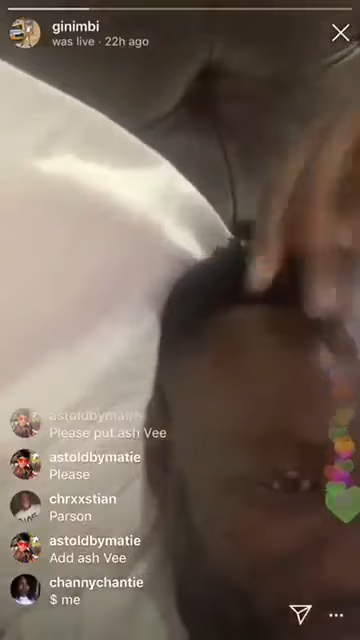 ginimbi
was live · 22h ago
astoldbymatie
Please put ash Vee
astoldbymatie
Please
chrxxstian
Parson
astoldbymatie
Add ash Vee
channychantie
$ me